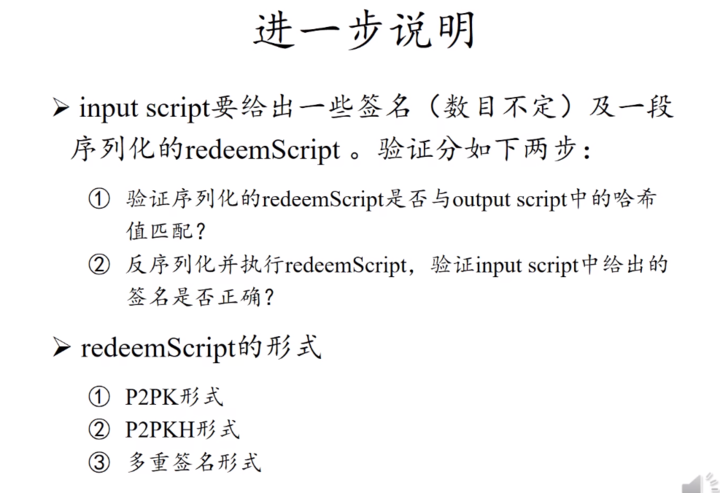 进一步说明
➢ input script要给出一些签名（数目不定）及一段
序列化的redeemScript 。验证分如下两步：
① 验证序列化的redeemScript是否与output script中的哈希
值匹配？
② 反序列化并执行redeemScript，验证input script中给出的
签名是否正确？
➢ redeemScript的形式
① P2PK形式
② P2PKH形式
③ 多重签名形式